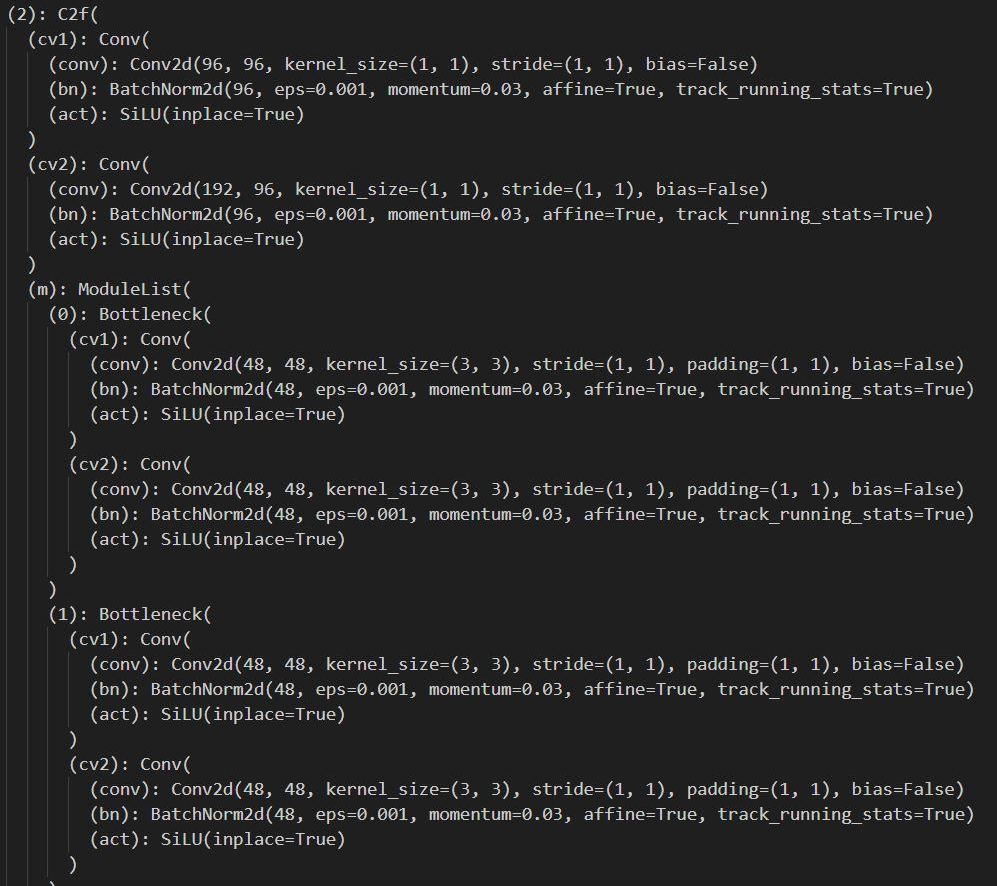 (2): C2f(
(cv1): Conv(
(conv): Conv2d(96, 96, kernel_size=(1, 1), stride=(1, 1), bias=False)
(bn): BatchNorm2d(96, eps=0.001, momentum=0.03, affine=True, track_running_stats=True)
(act): SiLU(inplace=True)
)
(cv2): Conv(
(conv): Conv2d(192, 96, kernel_size=(1, 1), stride=(1, 1), bias=False)
(bn): BatchNorm2d(96, eps=0.001, momentum=0.03, affine=True, track_running_stats=True)
(act): SiLU(inplace=True)
)
(m): ModuleList(
(0): Bottleneck(
(cv1): Conv(
(conv): Conv2d(48, 48, kernel_size=(3, 3), stride=(1, 1), padding=(1, 1), bias=False)
(bn): BatchNorm2d(48, eps=0.001, momentum=0.03, affine=True, track_running_stats=True)
(act): SiLU(inplace=True)
)
(cv2): Conv(
(conv): Conv2d(48, 48, kernel_size=(3, 3), stride=(1, 1), padding=(1, 1), bias=False)
(bn): BatchNorm2d(48, eps=0.001, momentum=0.03, affine=True, track_running_stats=True)
(act): SiLU(inplace=True)
)
)
(1): Bottleneck(
(cv1): Conv(
(conv): Conv2d(48, 48, kernel_size=(3, 3), stride=(1, 1), padding=(1, 1), bias=False)
(bn): BatchNorm2d(48, eps=0.001, momentum=0.03, affine=True, track_running_stats=True)
(act): SiLU(inplace=True)
)
(cv2): Conv(
(conv): Conv2d(48, 48, kernel_size=(3, 3), stride=(1, 1), padding=(1, 1), bias=False)
(bn): BatchNorm2d(48, eps=0.001, momentum=0.03, affine=True, track_running_stats=True)
(act): SiLU(inplace=True)
)
)